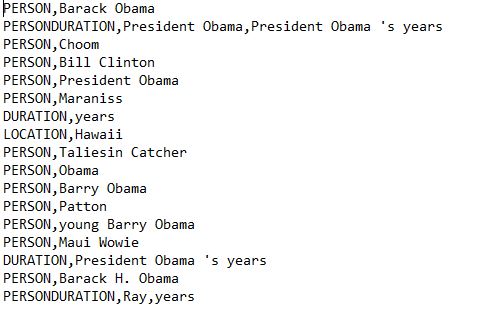 PERSON,Barack Obama
PERSONDURATION,President Obama,President Obama 's years
PERSON,Choom
PERSON,Bill Clinton
PERSON,President Obama
PERSON,Maraniss
DURATION,years
LOCATION,Hawaii
PERSON,Taliesin Catcher
PERSON,Obama
PERSON,Barry Obama
PERSON,Patton
PERSON,young Barry Obama
PERSON,Maui Wowie
DURATION,President Obama 's years
PERSON,Barack H. Obama
PERSONDURATION,Ray,years